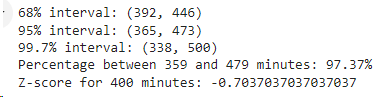 68% interval: (392, 446)
95% interval: (365, 473)
99.7% interval: (338, 500)
Percentage between 359 and 479 minutes: 97.37%
Z-score for 400 minutes: -0.7037037037037037